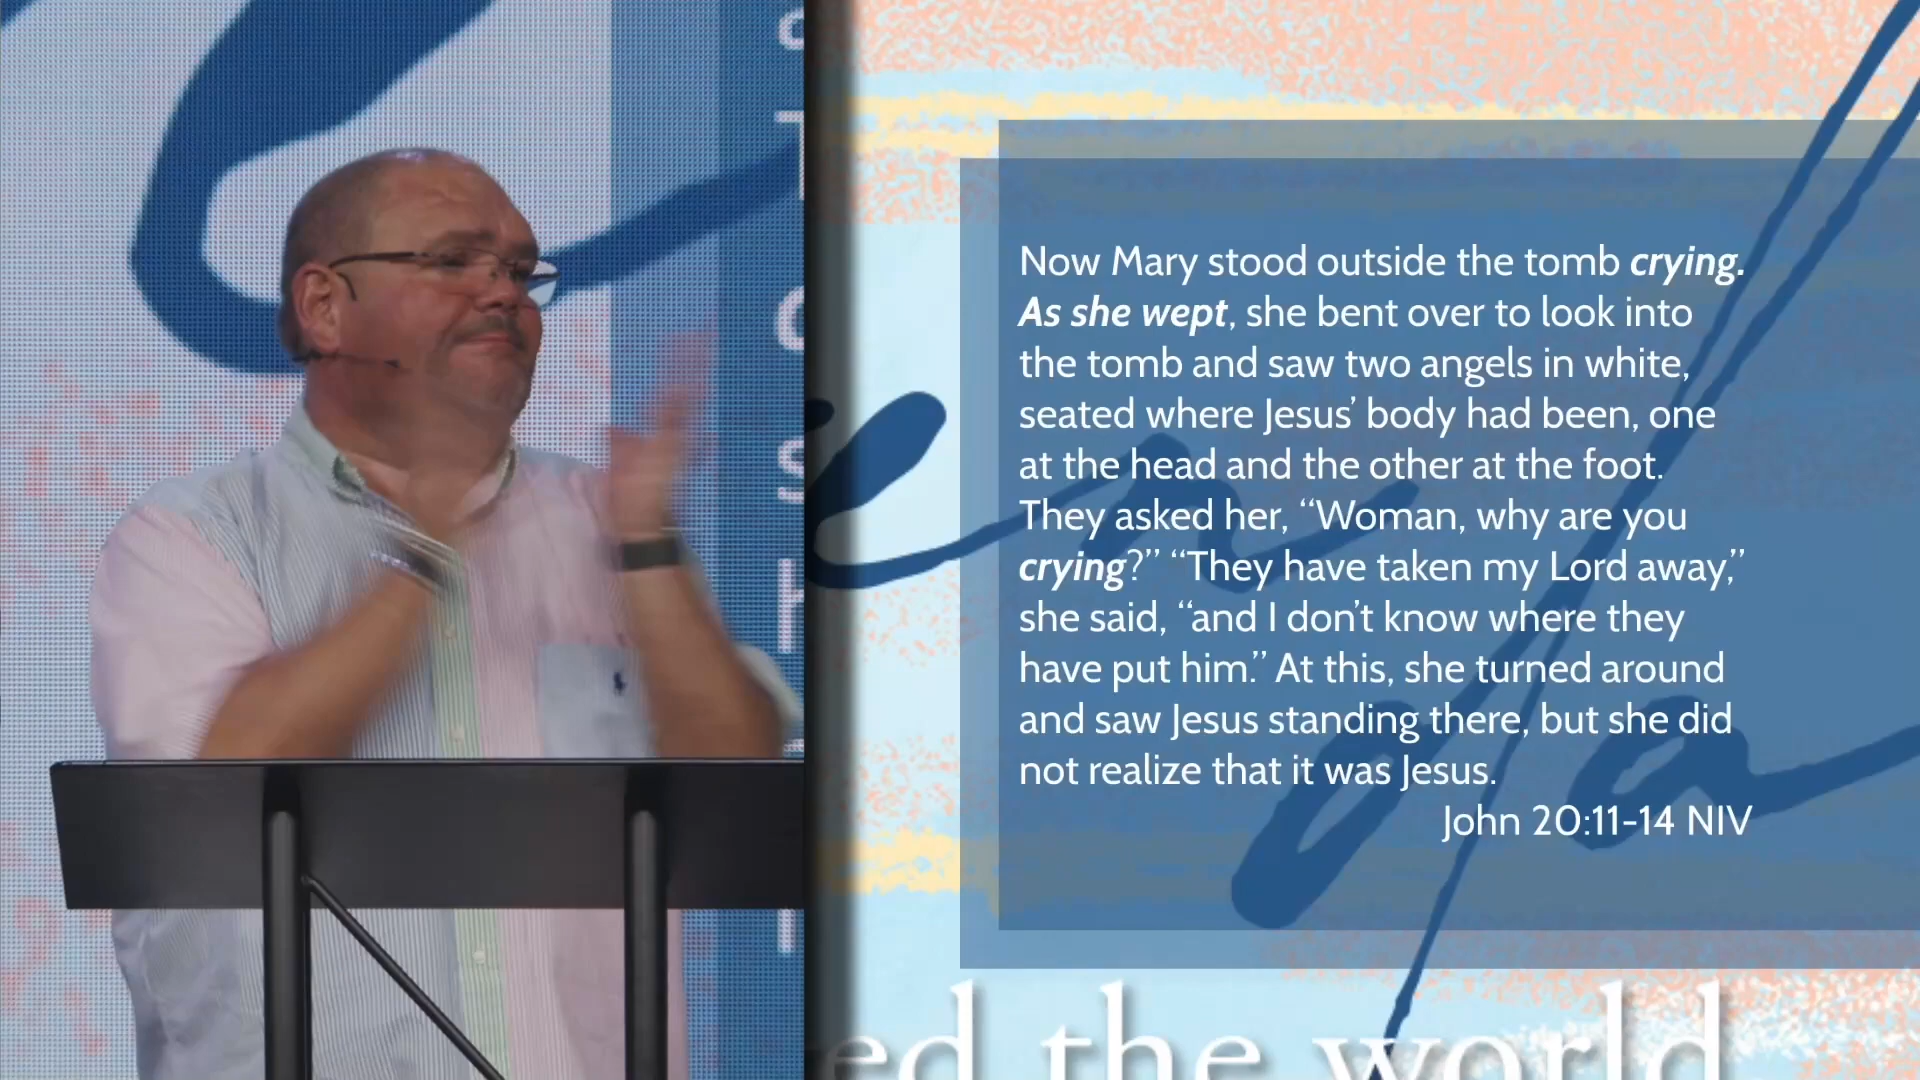 Now Mary stood outside the tomb crying.
As she wept, she bent over to look into
the tomb and saw two angels in white,
seated where Jesus’ body had been, one
at the head and the other at the foot.
They asked her, “Woman, why are you
crying?” “They have taken my Lord away,”
she said, “and I don’t know where they
have put him.” At this, she turned around
and saw Jesus standing there, but she did
not realize that it was Jesus.
John 20:11-14 NIV
the world